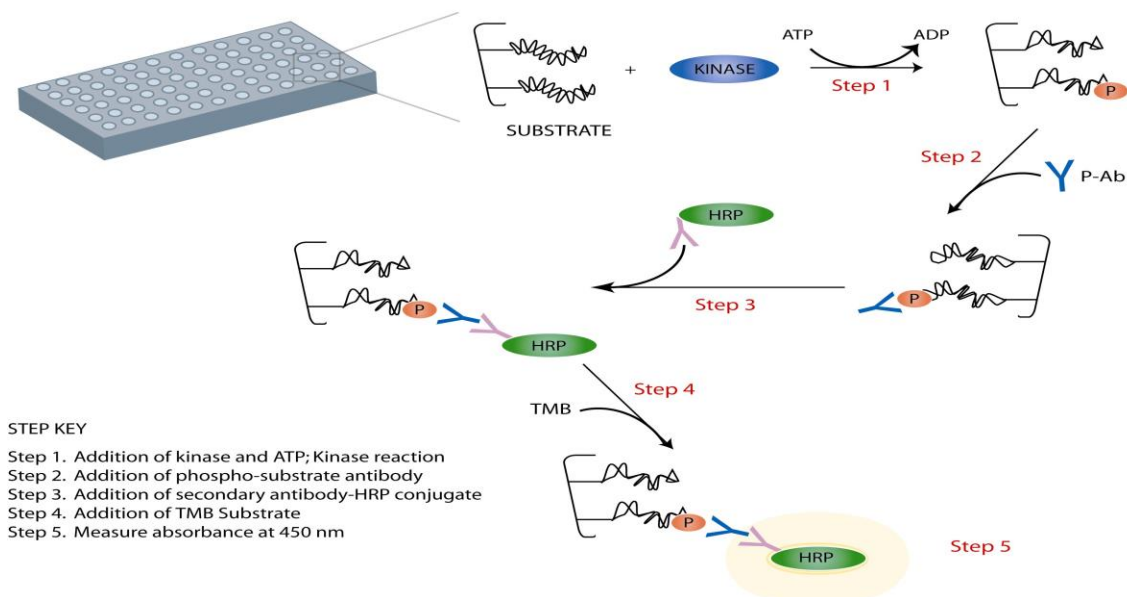 ATP
ADP
+
KINASE
Step 1
P
SUBSTRATE
Step 2
P-Ab
HRP
Step 3
P
P
HRP
Step 4
TMB
STEP KEY
Step 1. Addition of kinase and ATP; Kinase reaction
Step 2. Addition of phospho-substrate antibody
Step 3. Addition of secondary antibody-HRP conjugate
Step 4. Addition of TMB Substrate
Step 5. Measure absorbance at 450 nm
P
HRP
Step 5